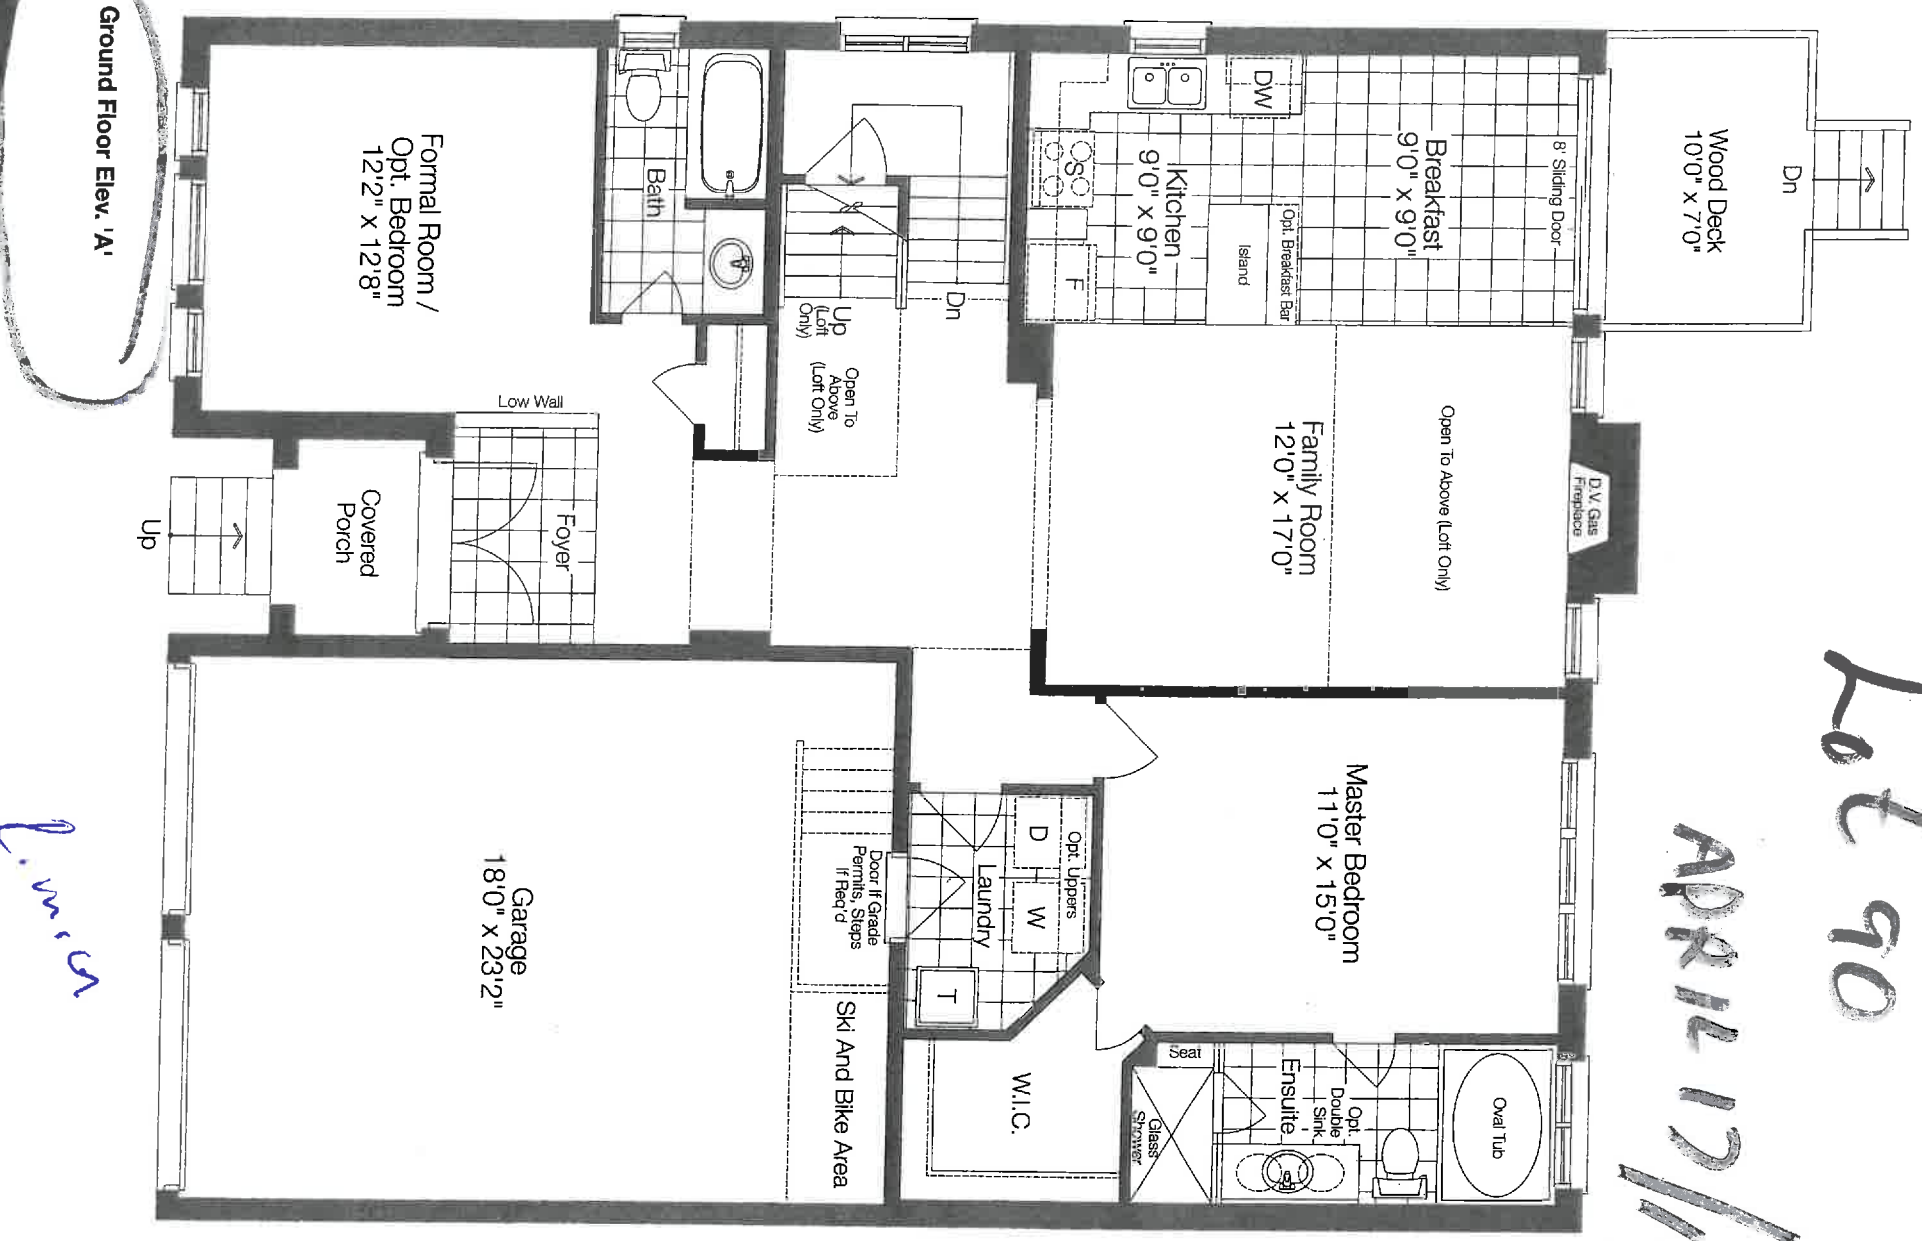 Lot 90
APRIL 17/
Dn
Wood Deck
10'0" x 7'0"
8' Sliding Door
Breakfast
9'0" x 9'0"
DW
Opt. Breakfast Bar
Island
Kitchen
9'0" x 9'0"
S
F
D.V. Gas
Fireplace
Open To Above (Loft Only)
Family Room
12'0" x 17'0"
Master Bedroom
11'0" x 15'0"
Oval Tub
Opt.
Double
Sink
Ensuite
Seat
Glass
Shower
W.I.C.
Opt. Uppers
D
W
Laundry
T
Dn
Up
(Loft
Only)
Open To
Above
(Loft Only)
Bath
Door If Grade
Permits, Steps
If Req'd
Ski And Bike Area
Garage
18'0" x 23'2"
Formal Room /
Opt. Bedroom
12'2" x 12'8"
Low Wall
Foyer
Covered
Porch
Up
Ground Floor Elev. 'A'